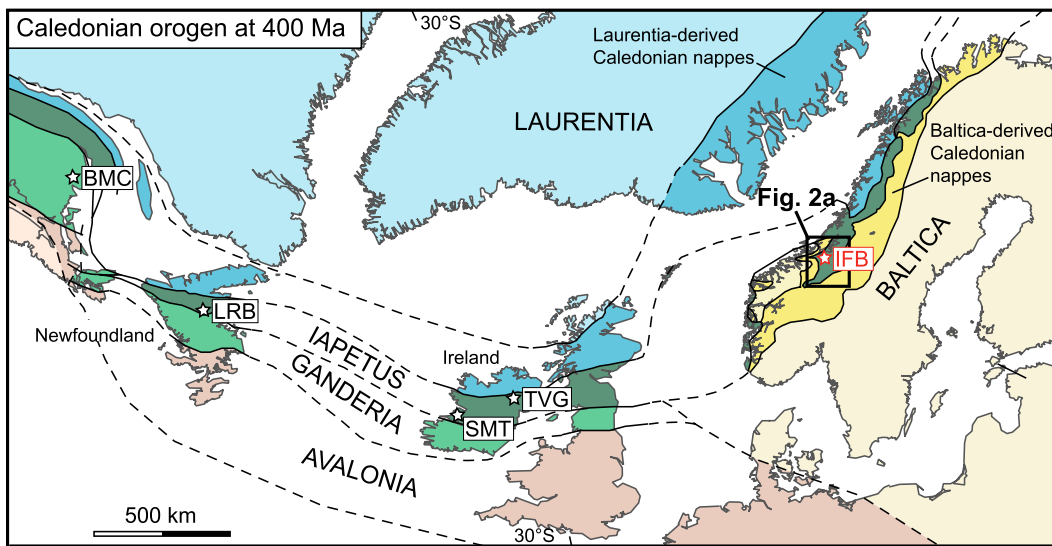 Caledonian orogen at 400 Ma
30°S
Laurentia-derived
Caledonian nappes
LAURENTIA
Baltica-derived
Caledonian
nappes
BMC
Fig. 2a
IFB
BALTICA
LRB
Newfoundland
IAPETUS
GANDERIA
Ireland
TVG
SMT
AVALONIA
500 km
30°S